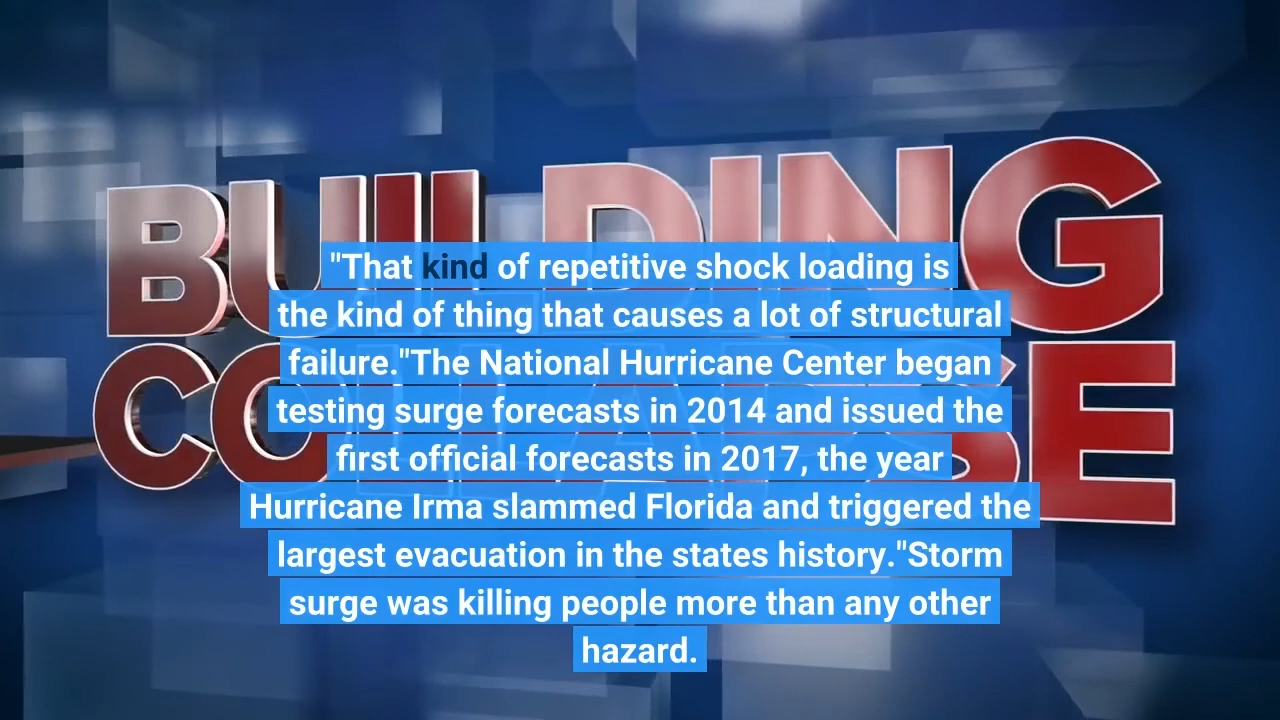 BUILDING
COLLAPSE
"That kind of repetitive shock loading is
the kind of thing that causes a lot of structural
failure."The National Hurricane Center began
testing surge forecasts in 2014 and issued the
first official forecasts in 2017, the year
Hurricane Irma slammed Florida and triggered the
largest evacuation in the states history."Storm
surge was killing people more than any other
hazard.